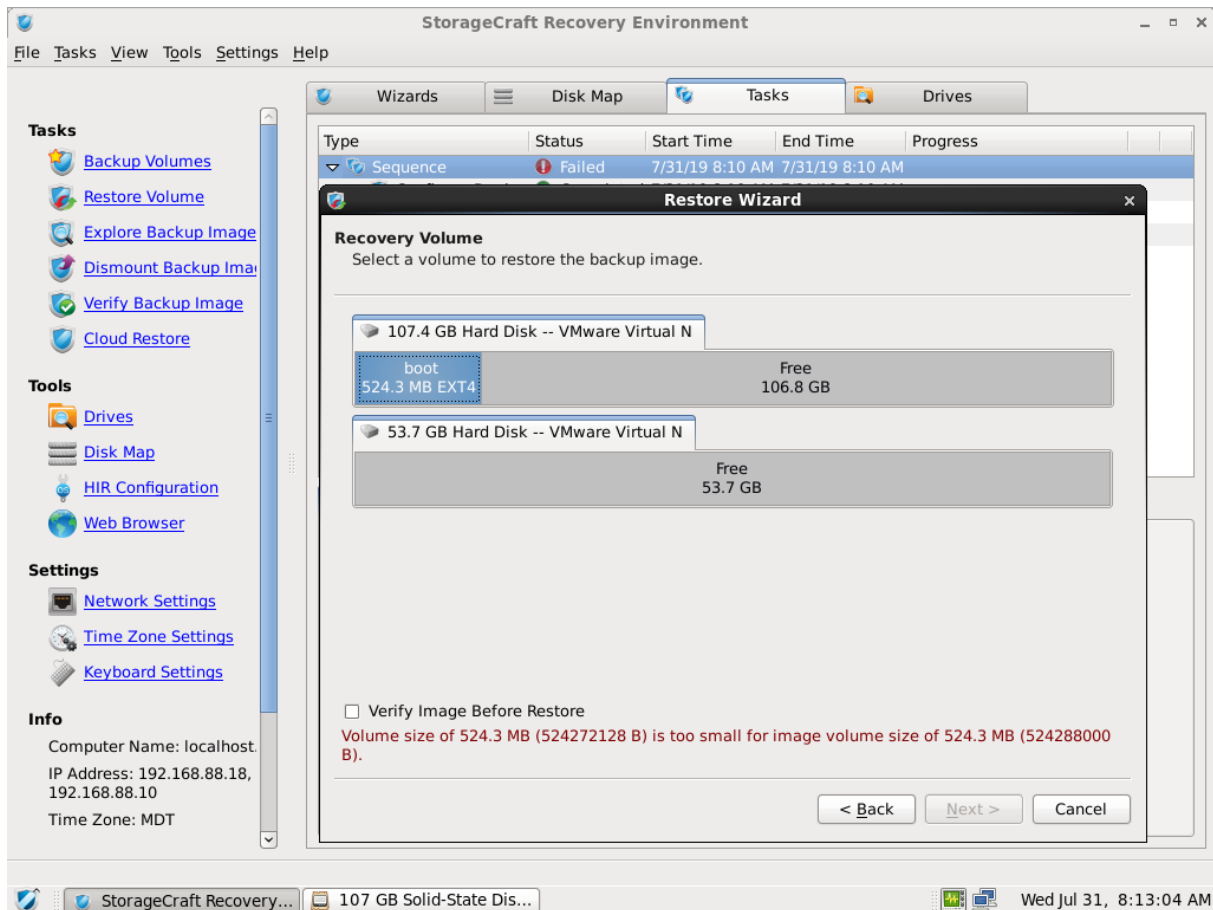 StorageCraft Recovery Environment
File Tasks View Tools Settings Help
Wizards Disk Map Tasks Drives
Tasks
Backup Volumes
Restore Volume
Explore Backup Image
Dismount Backup Ima
Verify Backup Image
Cloud Restore
Tools
Drives
Disk Map
HIR Configuration
Web Browser
Settings
Network Settings
Time Zone Settings
Keyboard Settings
Info
Computer Name: localhost.
IP Address: 192.168.88.18,
192.168.88.10
Time Zone: MDT
Type Status Start Time End Time Progress
Sequence Failed 7/31/19 8:10 AM 7/31/19 8:10 AM
Restore Wizard
Recovery Volume
Select a volume to restore the backup image.
107.4 GB Hard Disk -- VMware Virtual N
boot
524.3 MB EXT4
Free
106.8 GB
53.7 GB Hard Disk -- VMware Virtual N
Free
53.7 GB
Verify Image Before Restore
Volume size of 524.3 MB (524272128 B) is too small for image volume size of 524.3 MB (524288000
B).
< Back Next > Cancel
StorageCraft Recovery... 107 GB Solid-State Dis... Wed Jul 31, 8:13:04 AM